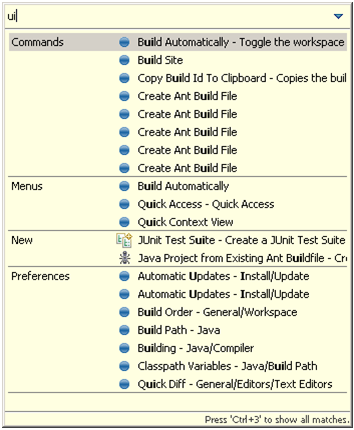 ui
Commands Build Automatically - Toggle the workspace
Build Site
Copy Build Id To Clipboard - Copies the buil
Create Ant Build File
Create Ant Build File
Create Ant Build File
Create Ant Build File
Create Ant Build File
Menus Build Automatically
Quick Access - Quick Access
Quick Context View
New JUnit Test Suite - Create a JUnit Test Suite
Java Project from Existing Ant Buildfile - Cr
Preferences Automatic Updates - Install/Update
Automatic Updates - Install/Update
Build Order - General/Workspace
Build Path - Java
Building - Java/Compiler
Classpath Variables - Java/Build Path
Quick Diff - General/Editors/Text Editors
Press 'Ctrl+3' to show all matches.